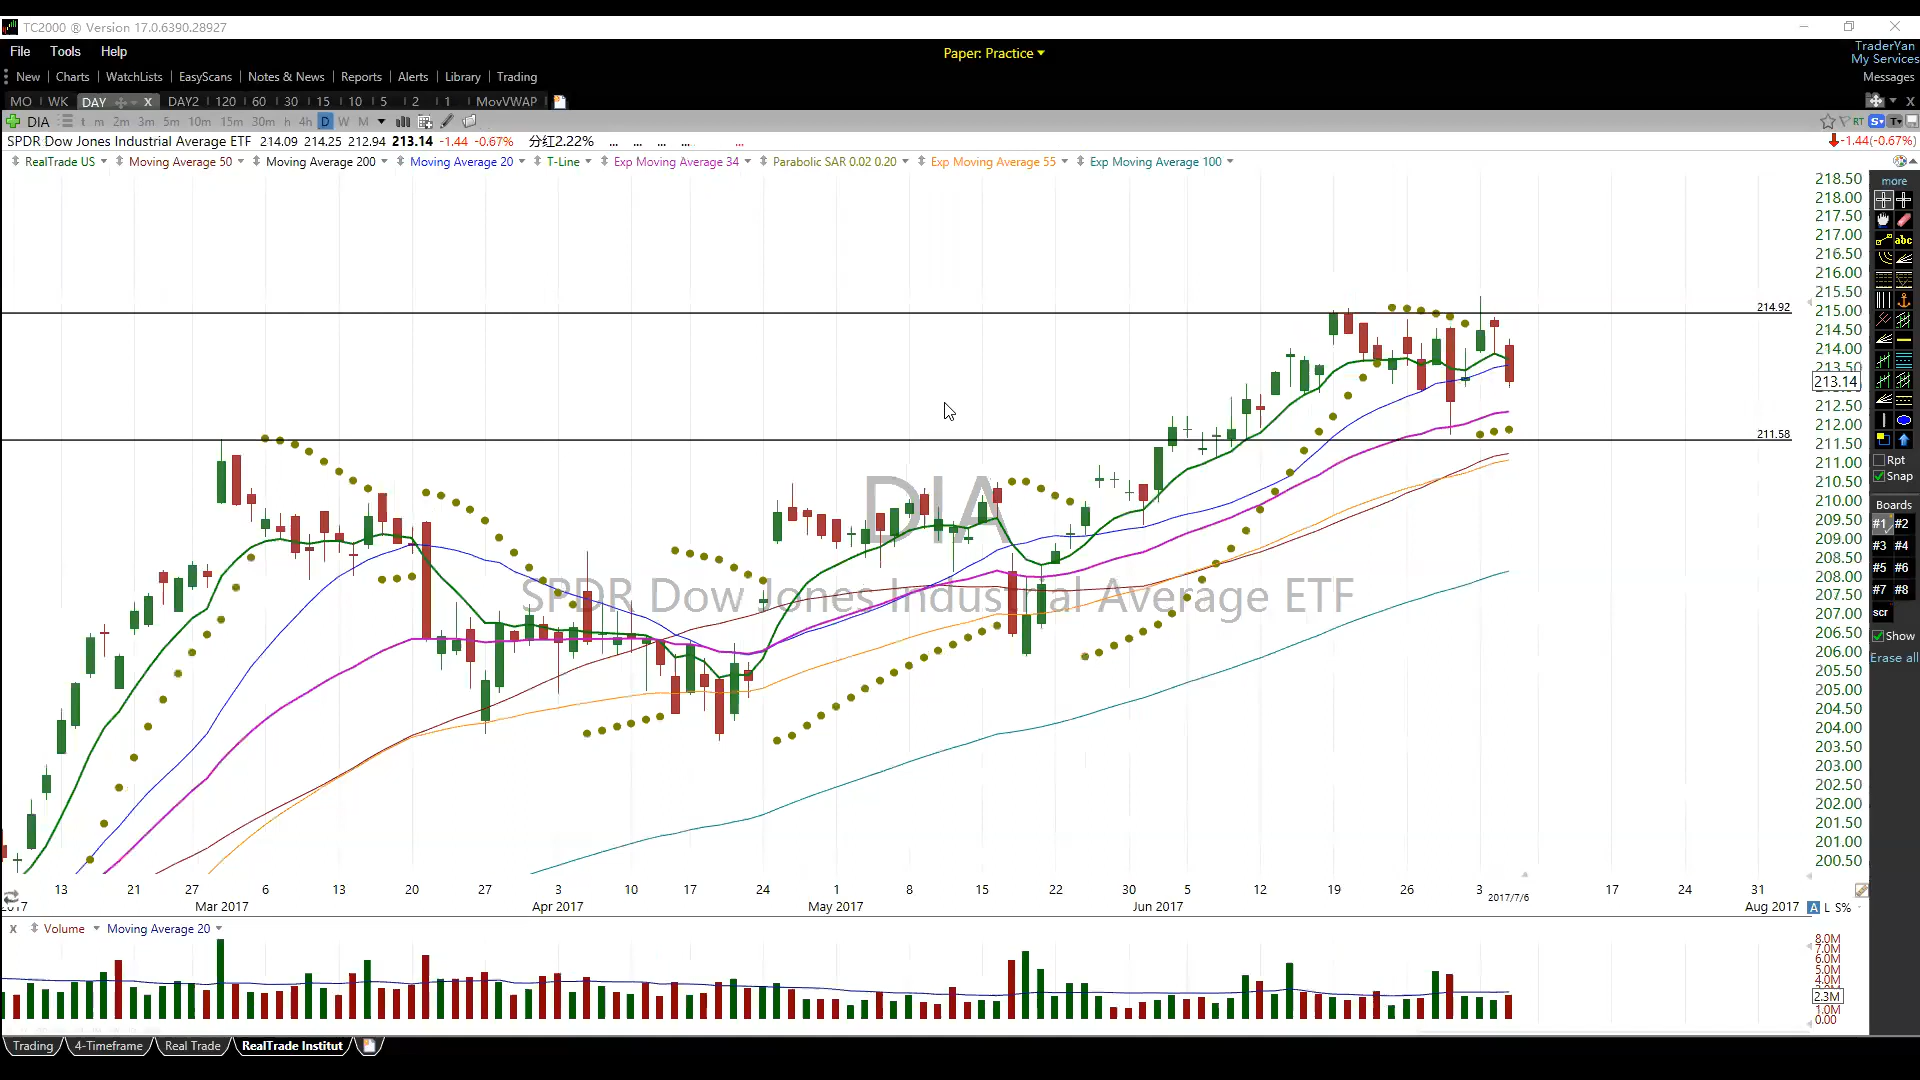 TC2000 ® Version 17.0.6390.28927
File Tools Help
Paper: Practice
TraderYan
My Services
New Charts WatchLists EasyScans Notes & News Reports Alerts Library Trading
Messages
MO WK DAY X DAY2 120 60 30 15 10 5 2 1 MovVWAP
X
DIA t m 2m 3m 5m 10m 15m 30m h 4h D W M
RT S T
SPDR Dow Jones Industrial Average ETF 214.09 214.25 212.94 213.14 -1.44 -0.67% 分红2.22% ... ... ... ... ...
-1.44(-0.67%)
RealTrade US Moving Average 50 Moving Average 200 Moving Average 20 T-Line Exp Moving Average 34 Parabolic SAR 0.02 0.20 Exp Moving Average 55 Exp Moving Average 100
218.50
218.00
217.50
217.00
216.50
216.00
215.50
215.00
214.50
214.00
213.50
213.14
212.50
212.00
211.50
211.00
210.50
210.00
209.50
209.00
208.50
208.00
207.50
207.00
206.50
206.00
205.50
205.00
204.50
204.00
203.50
203.00
202.50
202.00
201.50
201.00
200.50
214.92
211.58
DIA
SPDR Dow Jones Industrial Average ETF
more
abc
Rpt
Snap
Boards
#1 #2
#3 #4
#5 #6
#7 #8
scr
Show
Erase all
13 21 27 6 13 20 27 3 10 17 24 1 8 15 22 30 5 12 19 26 3 2017/7/6 17 24 31
Mar 2017 Apr 2017 May 2017 Jun 2017 Aug 2017
A L S%
X Volume Moving Average 20
8.0M
7.0M
6.0M
5.0M
4.0M
2.3M
1.0M
0.00
Trading 4-Timeframe Real Trade RealTrade Institut